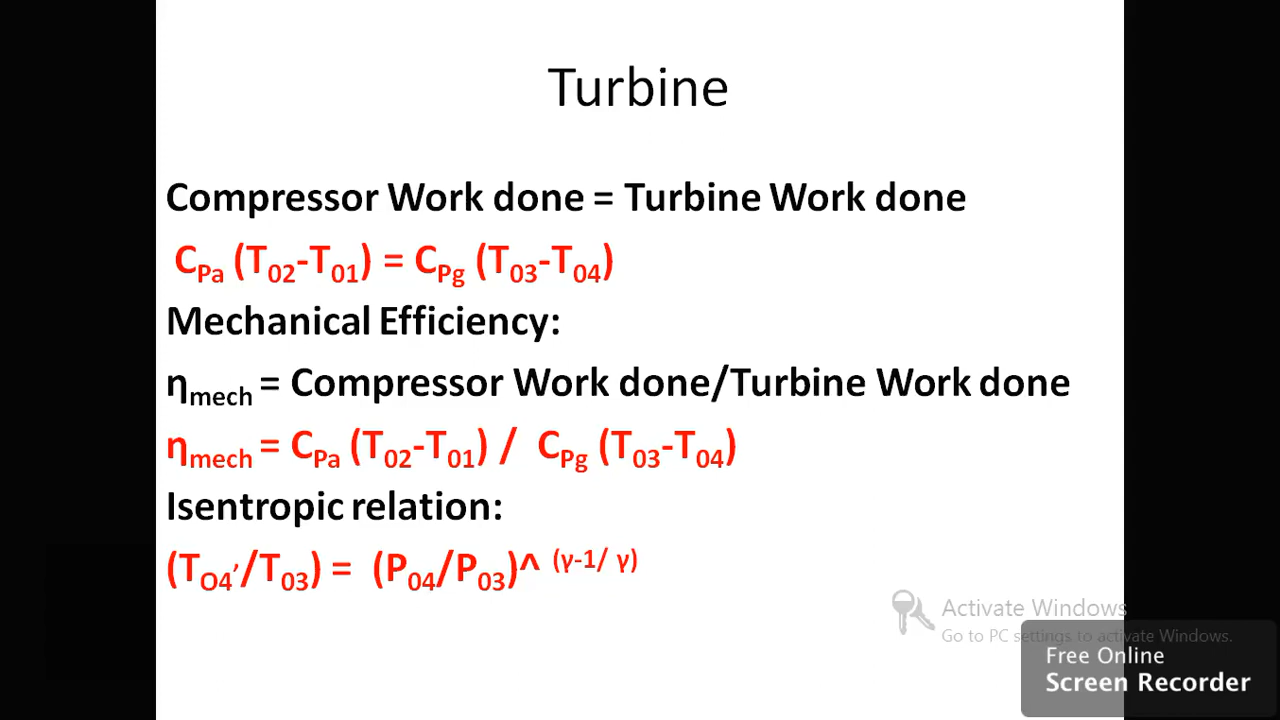 Turbine
Compressor Work done = Turbine Work done
CPa (T02-T01) = CPg (T03-T04)
Mechanical Efficiency:
ηmech = Compressor Work done/Turbine Work done
ηmech = CPa (T02-T01) / CPg (T03-T04)
Isentropic relation:
(TO4'/T03) = (P04/P03)^ (γ-1/ γ)
Activate Windows
Go to PC settings to activate Windows.
Free Online
Screen Recorder